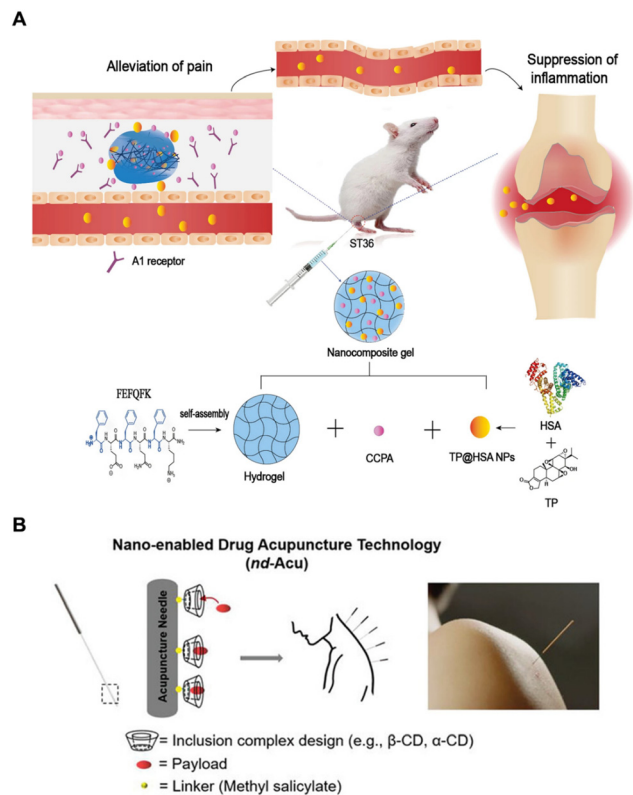 A
Alleviation of pain
Suppression of
inflammation
A1 receptor
ST36
Nanocomposite gel
FEFQFK
self-assembly
Hydrogel
+
CCPA
+
TP@HSA NPs
HSA
+
TP
B
Nano-enabled Drug Acupuncture Technology
(nd-Acu)
Acupuncture Needle
= Inclusion complex design (e.g., β-CD, α-CD)
= Payload
= Linker (Methyl salicylate)